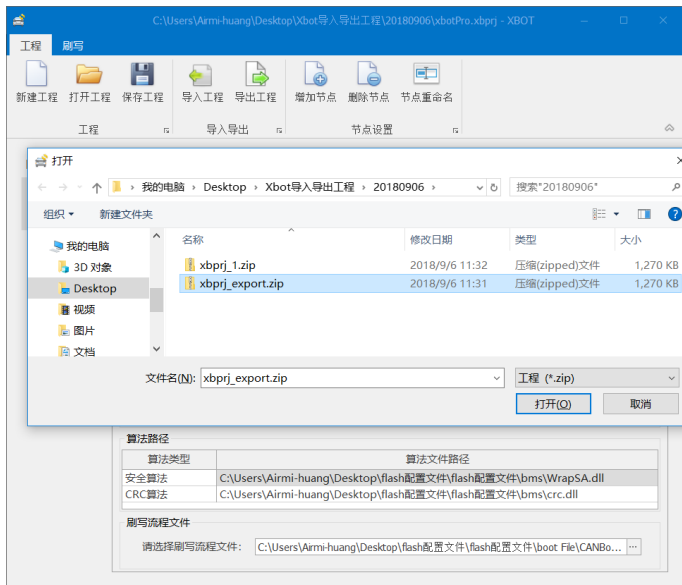 C:\Users\Airmi-huang\Desktop\Xbot导入导出工程\20180906\xbotPro.xbprj - XBOT
工程 刷写
新建工程 打开工程 保存工程 导入工程 导出工程 增加节点 删除节点 节点重命名
工程 导入导出 节点设置
打开
我的电脑 › Desktop › Xbot导入导出工程 › 20180906 › 搜索"20180906"
组织 新建文件夹
名称 修改日期 类型 大小
我的电脑
3D 对象
Desktop
视频
图片
文档
xbprj_1.zip 2018/9/6 11:32 压缩(zipped)文件 1,270 KB
xbprj_export.zip 2018/9/6 11:31 压缩(zipped)文件 1,270 KB
文件名(N): xbprj_export.zip 工程 (*.zip)
打开(O) 取消
算法路径
算法类型 算法文件路径
安全算法 C:\Users\Airmi-huang\Desktop\flash配置文件\flash配置文件\bms\WrapSA.dll
CRC算法 C:\Users\Airmi-huang\Desktop\flash配置文件\flash配置文件\bms\crc.dll
刷写流程文件
请选择刷写流程文件: C:\Users\Airmi-huang\Desktop\flash配置文件\flash配置文件\boot File\CANBo... ...